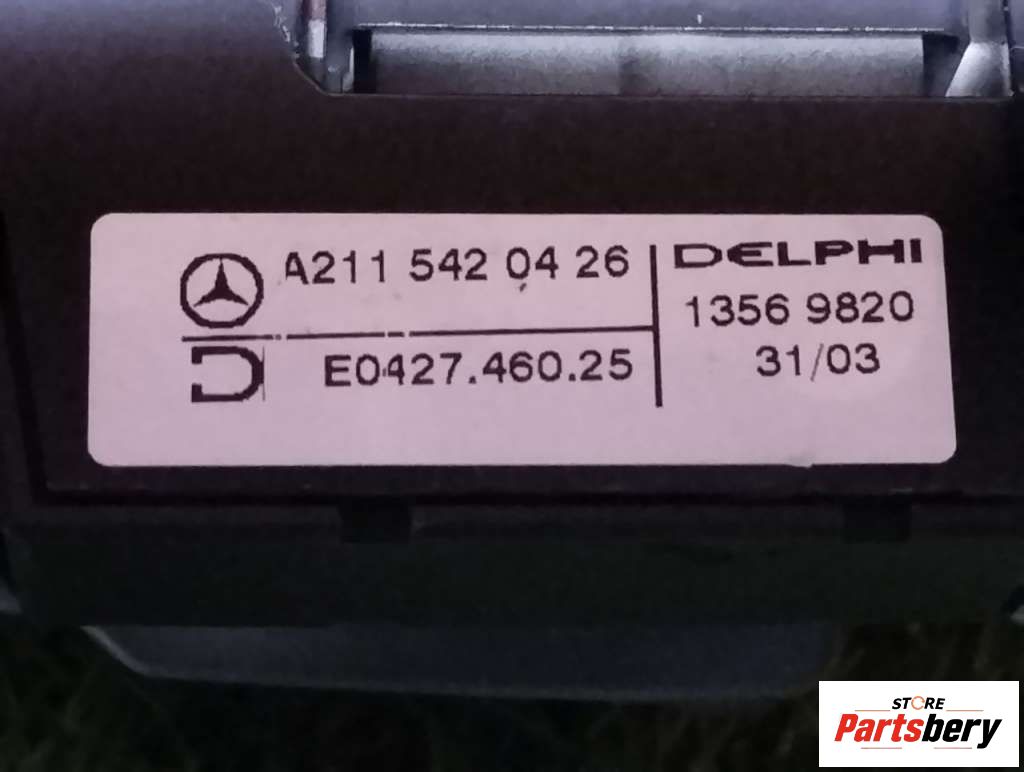 A211 542 04 26
E0427.460.25
DELPHI
1356 9820
31/03
STORE
Partsbery